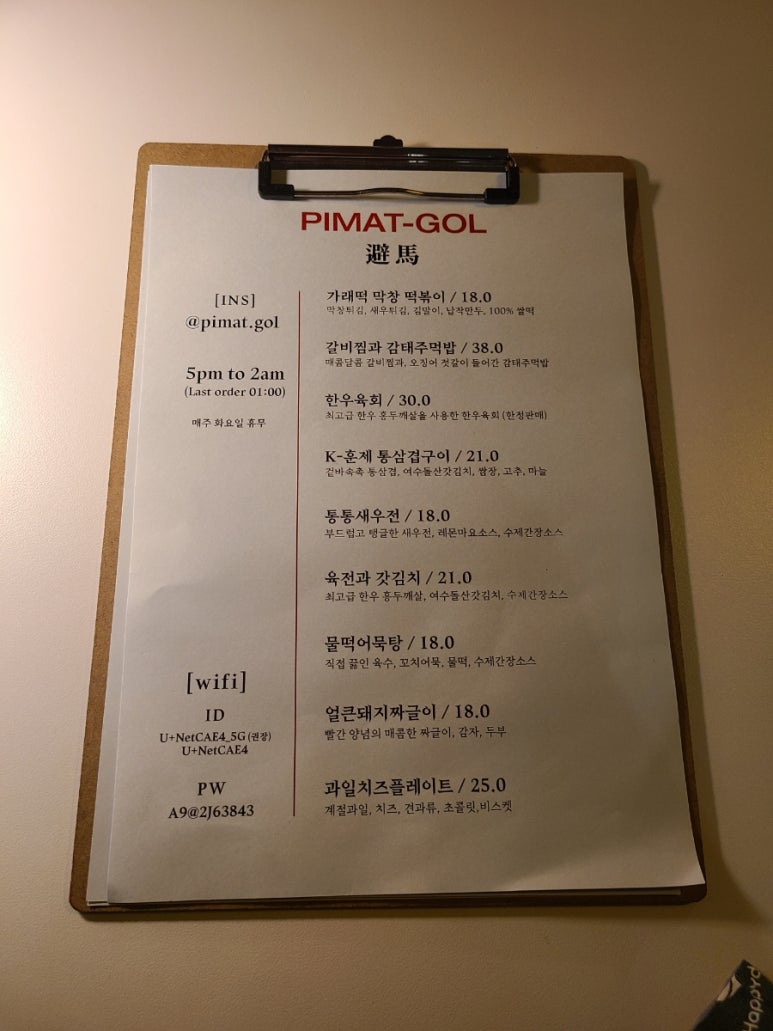 PIMAT-GOL
避馬
[INS]
@pimat.gol
5pm to 2am
(Last order 01:00)
매주 화요일 휴무
[wifi]
ID
U+NetCAE4_5G (권장)
U+NetCAE4
PW
A9@2J63843
가래떡 막창 떡볶이 / 18.0
막창튀김, 새우튀김, 김말이, 납작만두, 100% 쌀떡
갈비찜과 감태주먹밥 / 38.0
매콤달콤 갈비찜과, 오징어 젓갈이 들어간 감태주먹밥
한우육회 / 30.0
최고급 한우 홍두깨살을 사용한 한우육회 (한정판매)
K-훈제 통삼겹구이 / 21.0
겉바속촉 통삼겹, 여수돌산갓김치, 쌈장, 고추, 마늘
통통새우전 / 18.0
부드럽고 탱글한 새우전, 레몬마요소스, 수제간장소스
육전과 갓김치 / 21.0
최고급 한우 홍두깨살, 여수돌산갓김치, 수제간장소스
물떡어묵탕 / 18.0
직접 끓인 육수, 꼬치어묵, 물떡, 수제간장소스
얼큰돼지짜글이 / 18.0
빨간 양념의 매콤한 짜글이, 감자, 두부
과일치즈플레이트 / 25.0
계절과일, 치즈, 견과류, 초콜릿,비스켓